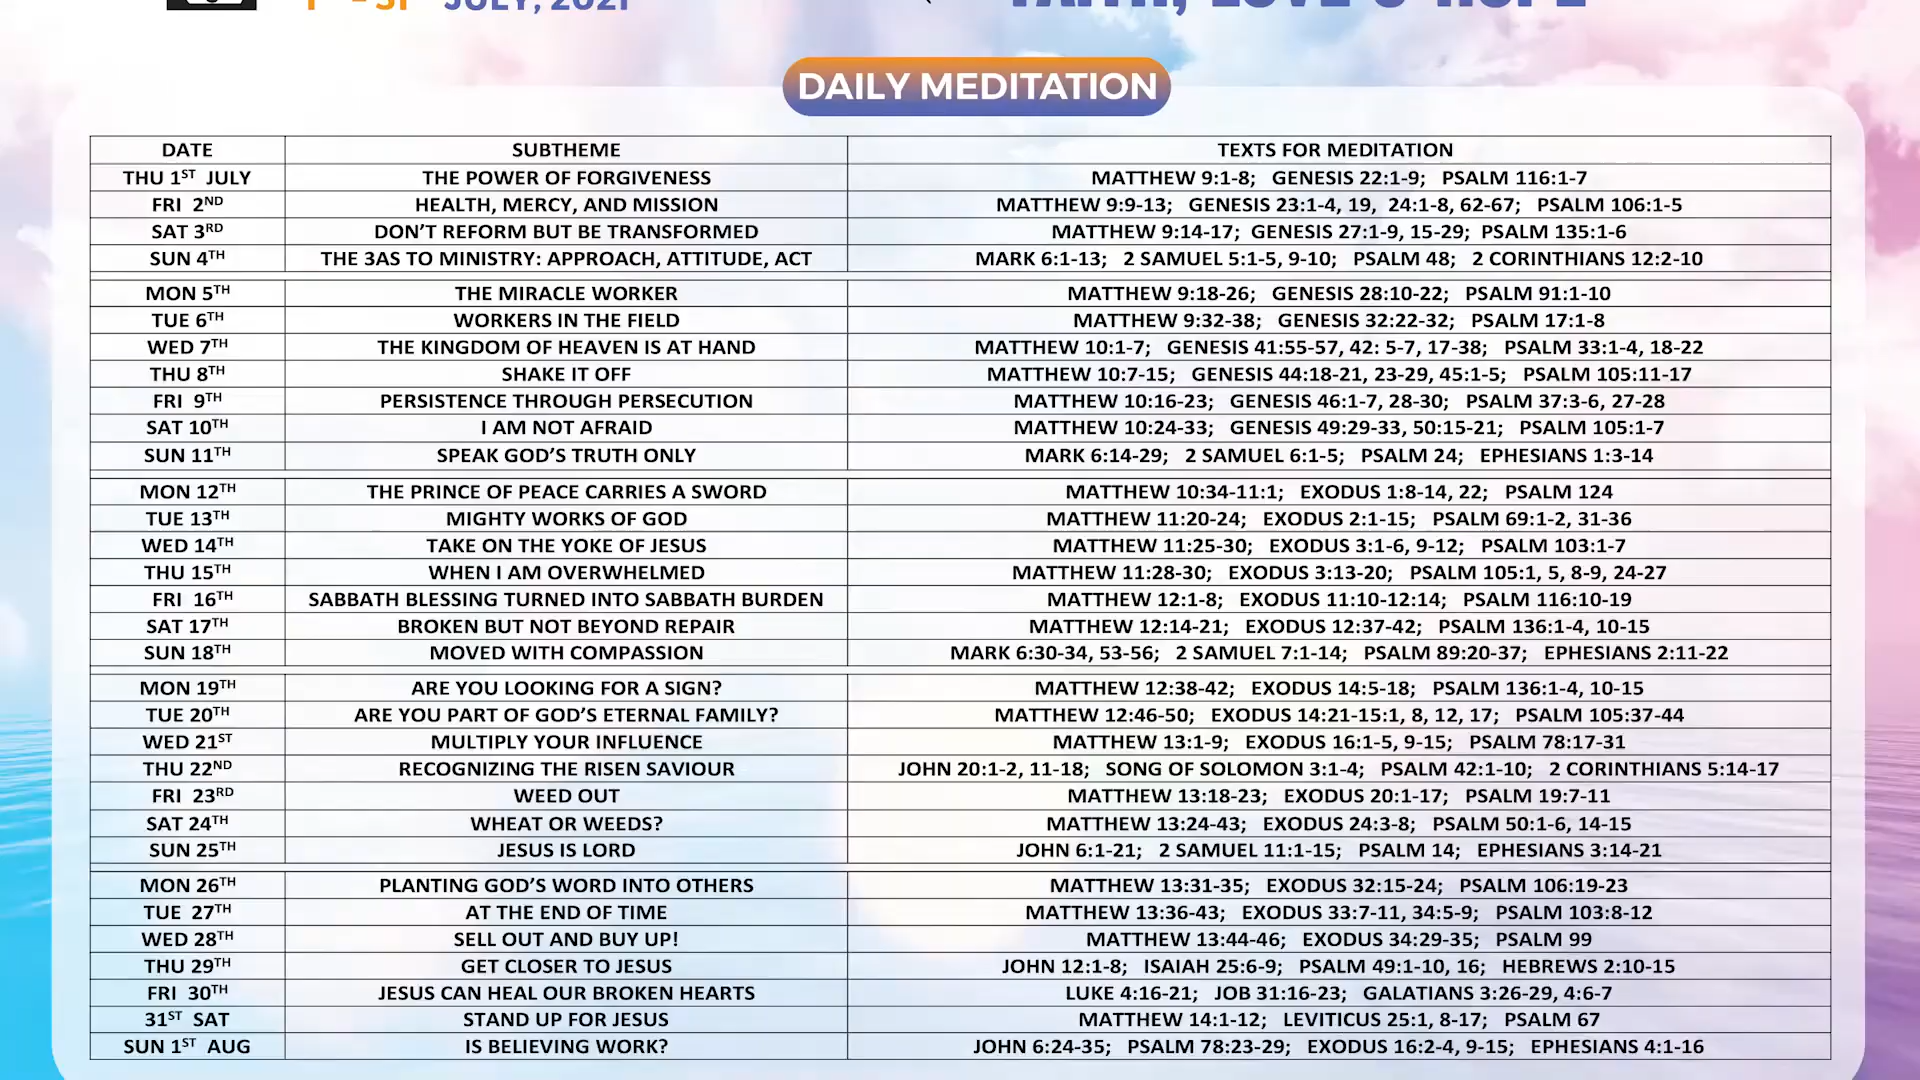 1ST - 31ST JULY, 2021
FAITH, LOVE & HOPE
DAILY MEDITATION
DATE SUBTHEME TEXTS FOR MEDITATION
THU 1ST JULY THE POWER OF FORGIVENESS MATTHEW 9:1-8; GENESIS 22:1-9; PSALM 116:1-7
FRI 2ND HEALTH, MERCY, AND MISSION MATTHEW 9:9-13; GENESIS 23:1-4, 19, 24:1-8, 62-67; PSALM 106:1-5
SAT 3RD DON'T REFORM BUT BE TRANSFORMED MATTHEW 9:14-17; GENESIS 27:1-9, 15-29; PSALM 135:1-6
SUN 4TH THE 3AS TO MINISTRY: APPROACH, ATTITUDE, ACT MARK 6:1-13; 2 SAMUEL 5:1-5, 9-10; PSALM 48; 2 CORINTHIANS 12:2-10
MON 5TH THE MIRACLE WORKER MATTHEW 9:18-26; GENESIS 28:10-22; PSALM 91:1-10
TUE 6TH WORKERS IN THE FIELD MATTHEW 9:32-38; GENESIS 32:22-32; PSALM 17:1-8
WED 7TH THE KINGDOM OF HEAVEN IS AT HAND MATTHEW 10:1-7; GENESIS 41:55-57, 42: 5-7, 17-38; PSALM 33:1-4, 18-22
THU 8TH SHAKE IT OFF MATTHEW 10:7-15; GENESIS 44:18-21, 23-29, 45:1-5; PSALM 105:11-17
FRI 9TH PERSISTENCE THROUGH PERSECUTION MATTHEW 10:16-23; GENESIS 46:1-7, 28-30; PSALM 37:3-6, 27-28
SAT 10TH I AM NOT AFRAID MATTHEW 10:24-33; GENESIS 49:29-33, 50:15-21; PSALM 105:1-7
SUN 11TH SPEAK GOD'S TRUTH ONLY MARK 6:14-29; 2 SAMUEL 6:1-5; PSALM 24; EPHESIANS 1:3-14
MON 12TH THE PRINCE OF PEACE CARRIES A SWORD MATTHEW 10:34-11:1; EXODUS 1:8-14, 22; PSALM 124
TUE 13TH MIGHTY WORKS OF GOD MATTHEW 11:20-24; EXODUS 2:1-15; PSALM 69:1-2, 31-36
WED 14TH TAKE ON THE YOKE OF JESUS MATTHEW 11:25-30; EXODUS 3:1-6, 9-12; PSALM 103:1-7
THU 15TH WHEN I AM OVERWHELMED MATTHEW 11:28-30; EXODUS 3:13-20; PSALM 105:1, 5, 8-9, 24-27
FRI 16TH SABBATH BLESSING TURNED INTO SABBATH BURDEN MATTHEW 12:1-8; EXODUS 11:10-12:14; PSALM 116:10-19
SAT 17TH BROKEN BUT NOT BEYOND REPAIR MATTHEW 12:14-21; EXODUS 12:37-42; PSALM 136:1-4, 10-15
SUN 18TH MOVED WITH COMPASSION MARK 6:30-34, 53-56; 2 SAMUEL 7:1-14; PSALM 89:20-37; EPHESIANS 2:11-22
MON 19TH ARE YOU LOOKING FOR A SIGN? MATTHEW 12:38-42; EXODUS 14:5-18; PSALM 136:1-4, 10-15
TUE 20TH ARE YOU PART OF GOD'S ETERNAL FAMILY? MATTHEW 12:46-50; EXODUS 14:21-15:1, 8, 12, 17; PSALM 105:37-44
WED 21ST MULTIPLY YOUR INFLUENCE MATTHEW 13:1-9; EXODUS 16:1-5, 9-15; PSALM 78:17-31
THU 22ND RECOGNIZING THE RISEN SAVIOUR JOHN 20:1-2, 11-18; SONG OF SOLOMON 3:1-4; PSALM 42:1-10; 2 CORINTHIANS 5:14-17
FRI 23RD WEED OUT MATTHEW 13:18-23; EXODUS 20:1-17; PSALM 19:7-11
SAT 24TH WHEAT OR WEEDS? MATTHEW 13:24-43; EXODUS 24:3-8; PSALM 50:1-6, 14-15
SUN 25TH JESUS IS LORD JOHN 6:1-21; 2 SAMUEL 11:1-15; PSALM 14; EPHESIANS 3:14-21
MON 26TH PLANTING GOD'S WORD INTO OTHERS MATTHEW 13:31-35; EXODUS 32:15-24; PSALM 106:19-23
TUE 27TH AT THE END OF TIME MATTHEW 13:36-43; EXODUS 33:7-11, 34:5-9; PSALM 103:8-12
WED 28TH SELL OUT AND BUY UP! MATTHEW 13:44-46; EXODUS 34:29-35; PSALM 99
THU 29TH GET CLOSER TO JESUS JOHN 12:1-8; ISAIAH 25:6-9; PSALM 49:1-10, 16; HEBREWS 2:10-15
FRI 30TH JESUS CAN HEAL OUR BROKEN HEARTS LUKE 4:16-21; JOB 31:16-23; GALATIANS 3:26-29, 4:6-7
31ST SAT STAND UP FOR JESUS MATTHEW 14:1-12; LEVITICUS 25:1, 8-17; PSALM 67
SUN 1ST AUG IS BELIEVING WORK? JOHN 6:24-35; PSALM 78:23-29; EXODUS 16:2-4, 9-15; EPHESIANS 4:1-16